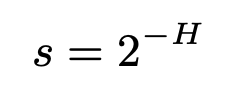 s = 2^{-H}